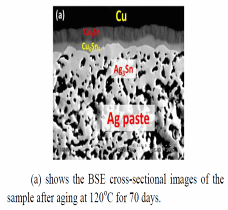 (a)
Cu
Cu₆Sn₅
Ag₃Sn
Ag paste
(a) shows the BSE cross-sectional images of the
sample after aging at 120°C for 70 days.